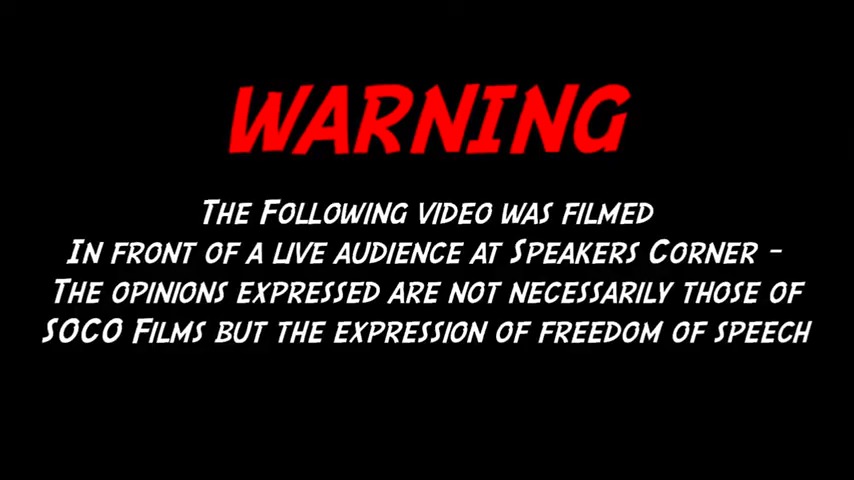 WARNING
The Following video was filmed
In front of a live audience at Speakers Corner -
The opinions expressed are not necessarily those of
SOCO Films but the expression of freedom of speech